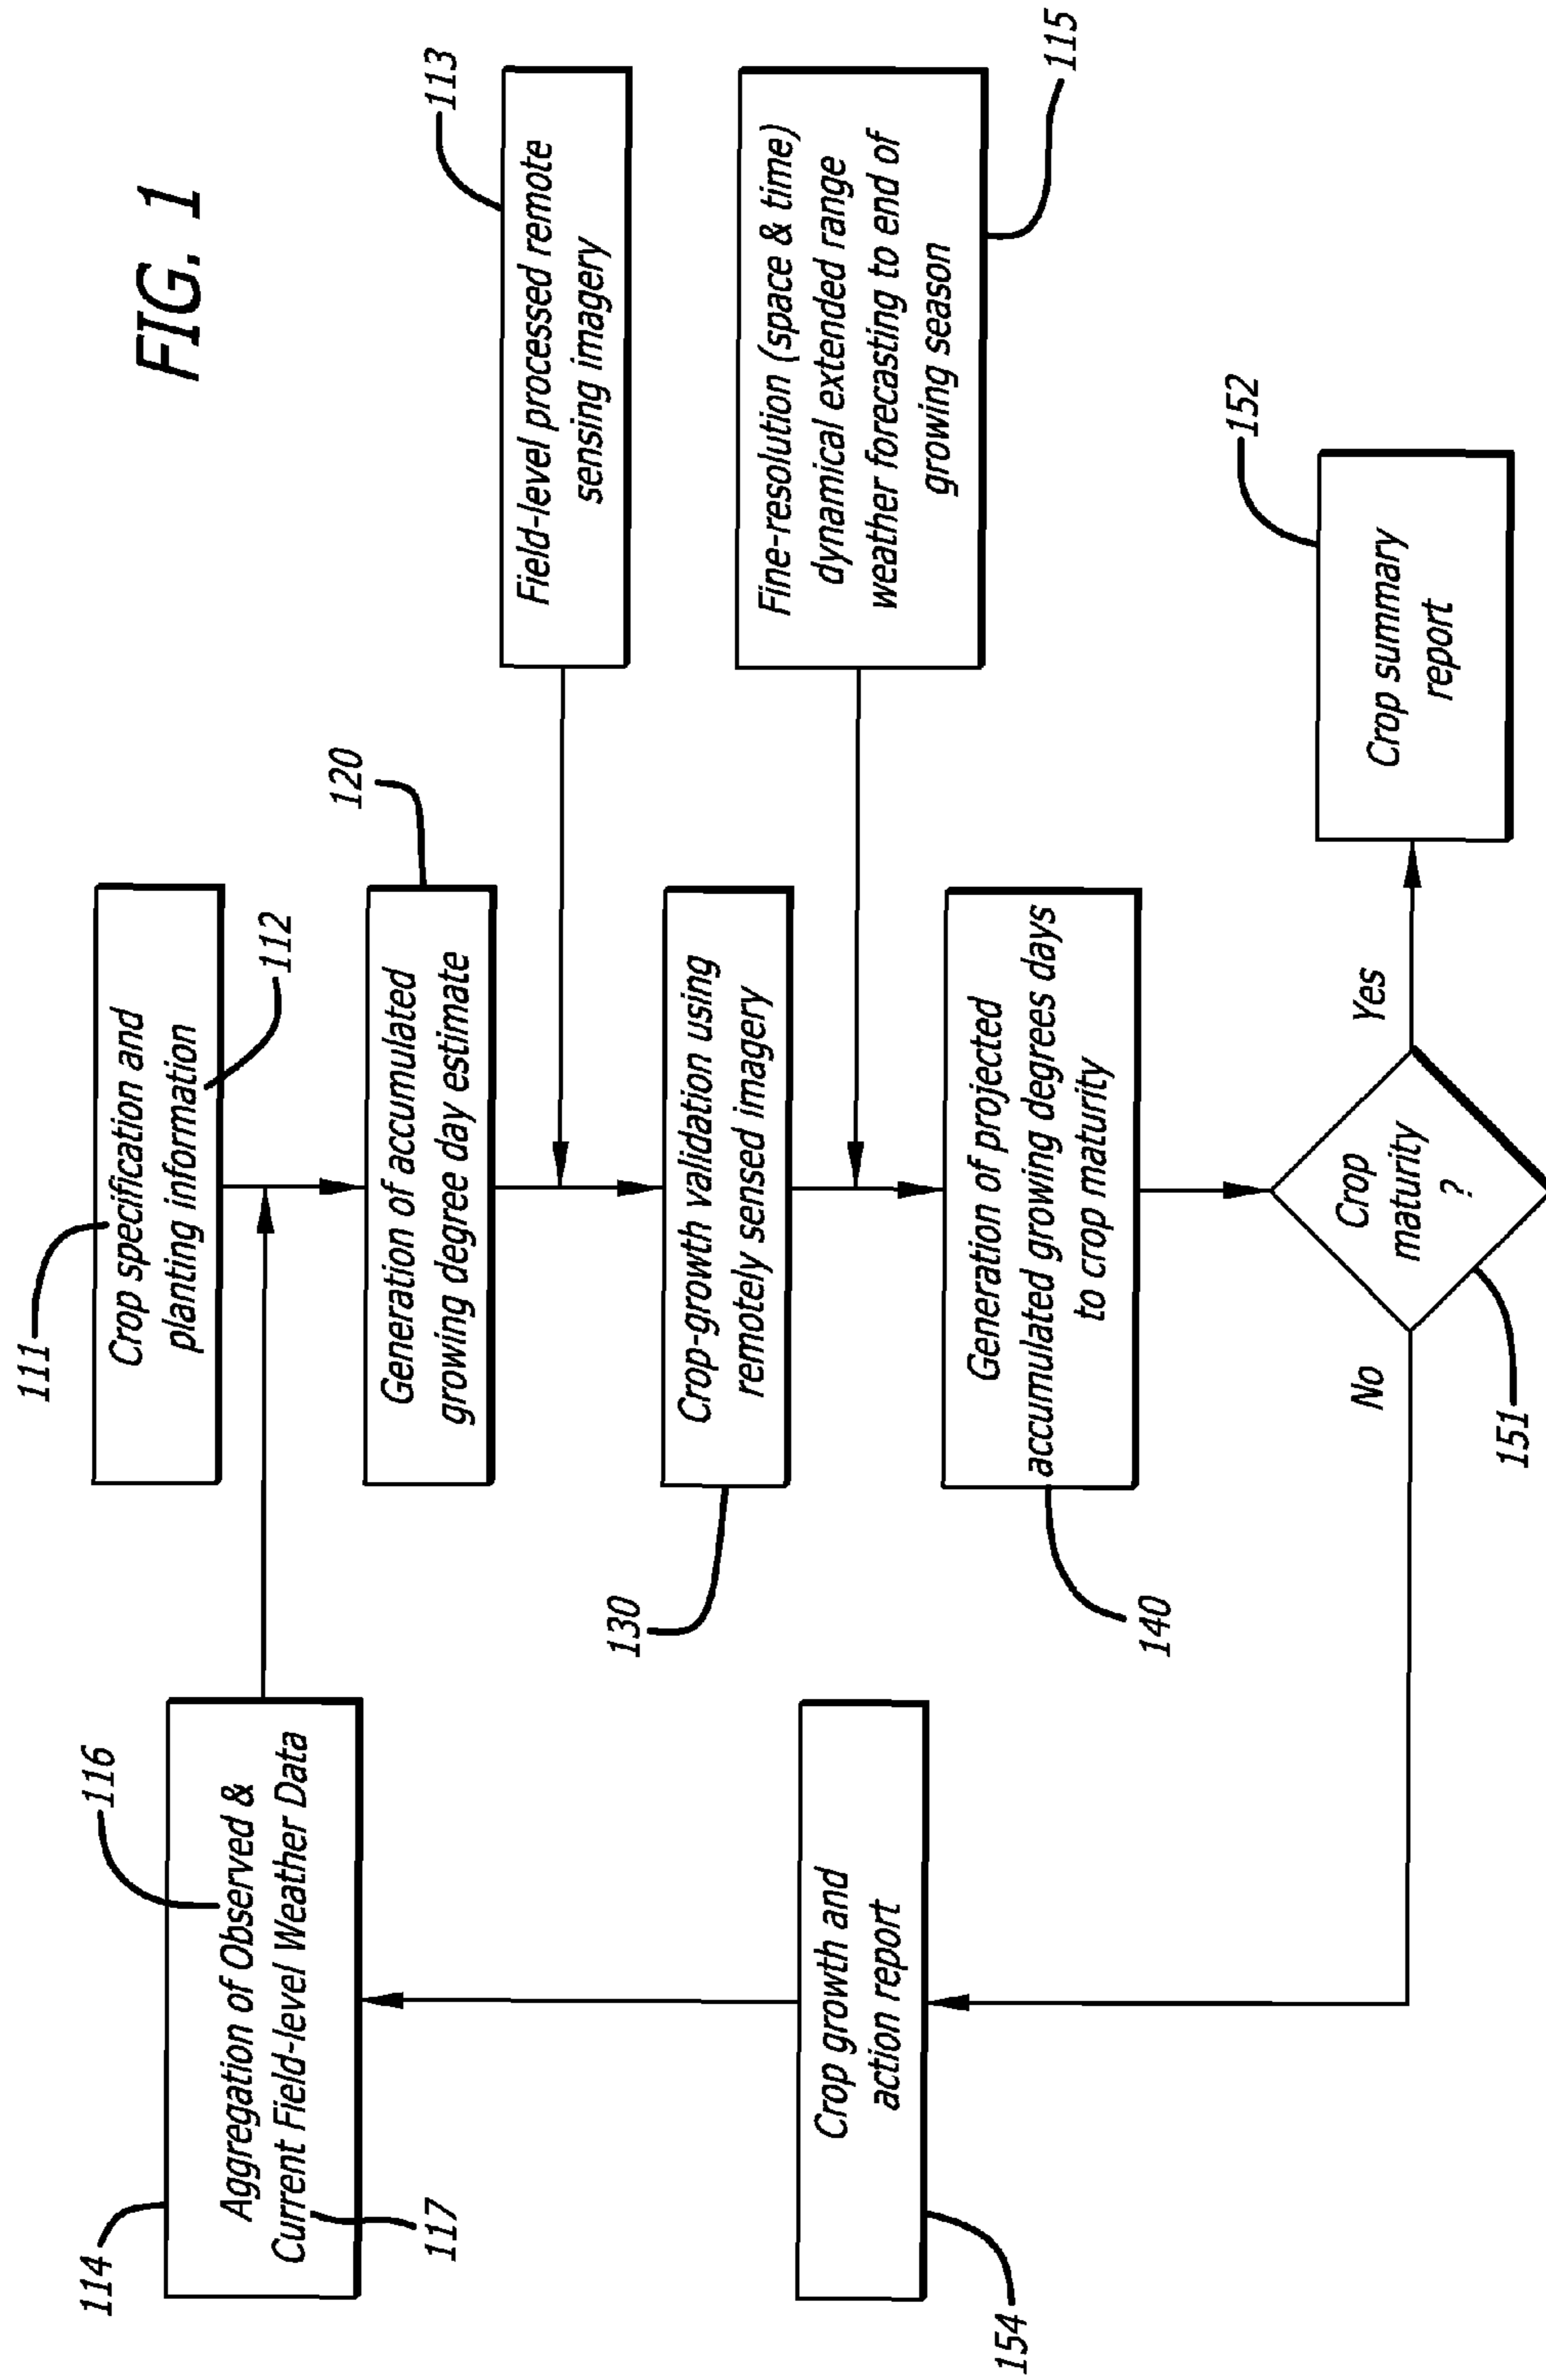 FIG. 1
111
Crop specification and
planting information
112
114
116
Aggregation of Observed &
Current Field-level Weather Data
117
120
Generation of accumulated
growing degree day estimate
113
Field-level processed remote
sensing imagery
130
Crop-growth validation using
remotely sensed imagery
115
Fine-resolution (space & time)
dynamical extended range
weather forecasting to end of
growing season
140
Generation of projected
accumulated growing degrees days
to crop maturity
154
Crop growth and
action report
No
Crop
maturity
?
Yes
151
152
Crop summary
report